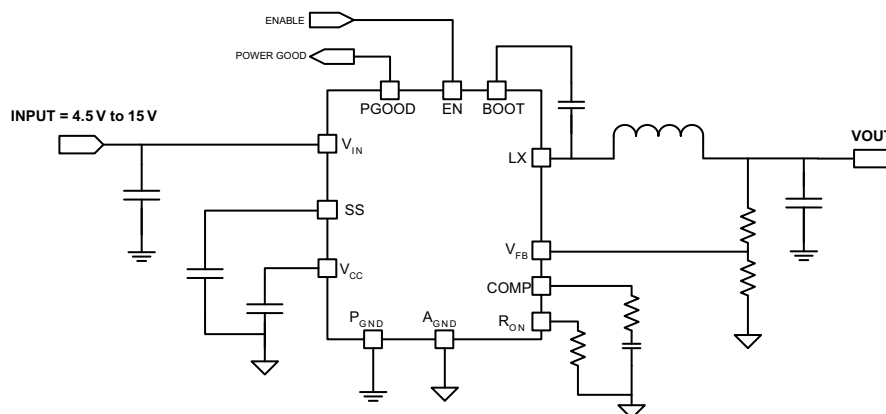 ENABLE
POWER GOOD
PGOOD
EN
BOOT
INPUT = 4.5 V to 15 V
VIN
LX
VOUT
SS
VFB
VCC
COMP
PGND
AGND
RON